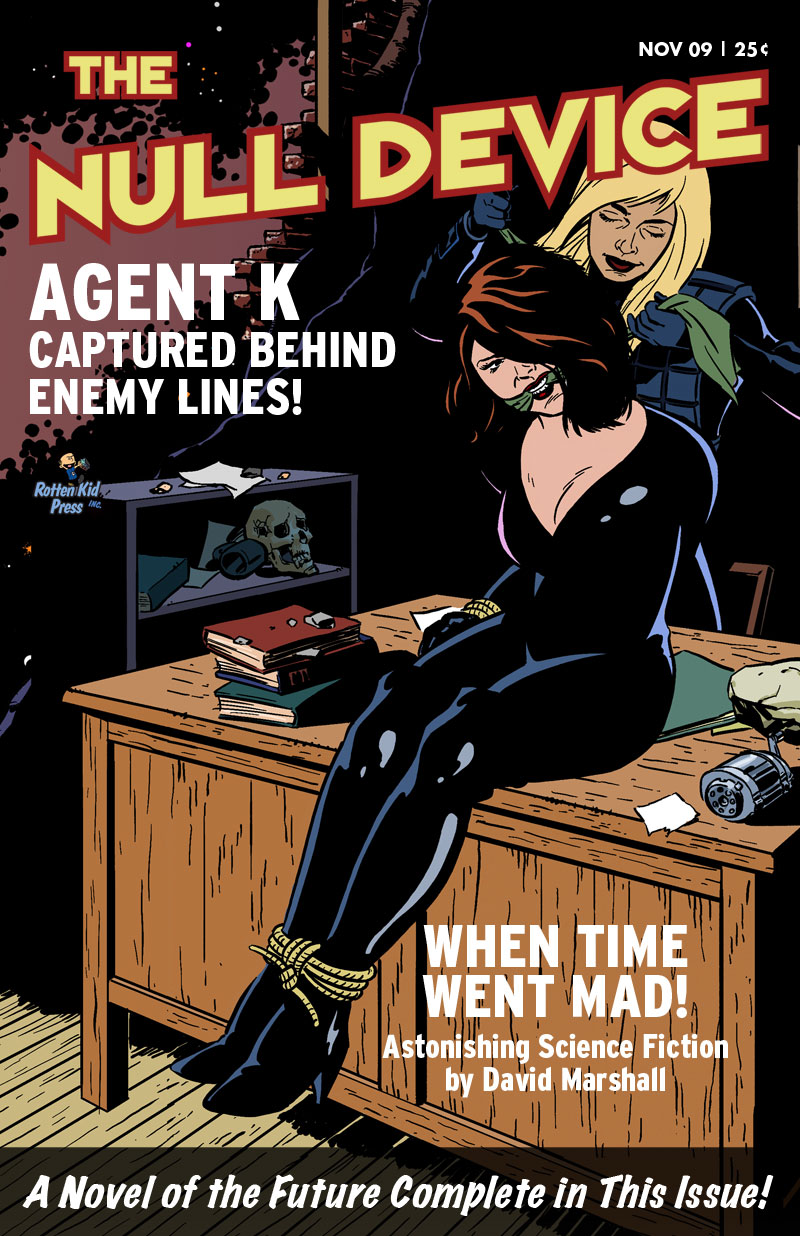 NOV 09 | 25¢
THE
NULL DEVICE
AGENT K
CAPTURED BEHIND
ENEMY LINES!
Rotten Kid
Press INC.
WHEN TIME
WENT MAD!
Astonishing Science Fiction
by David Marshall
A Novel of the Future Complete in This Issue!